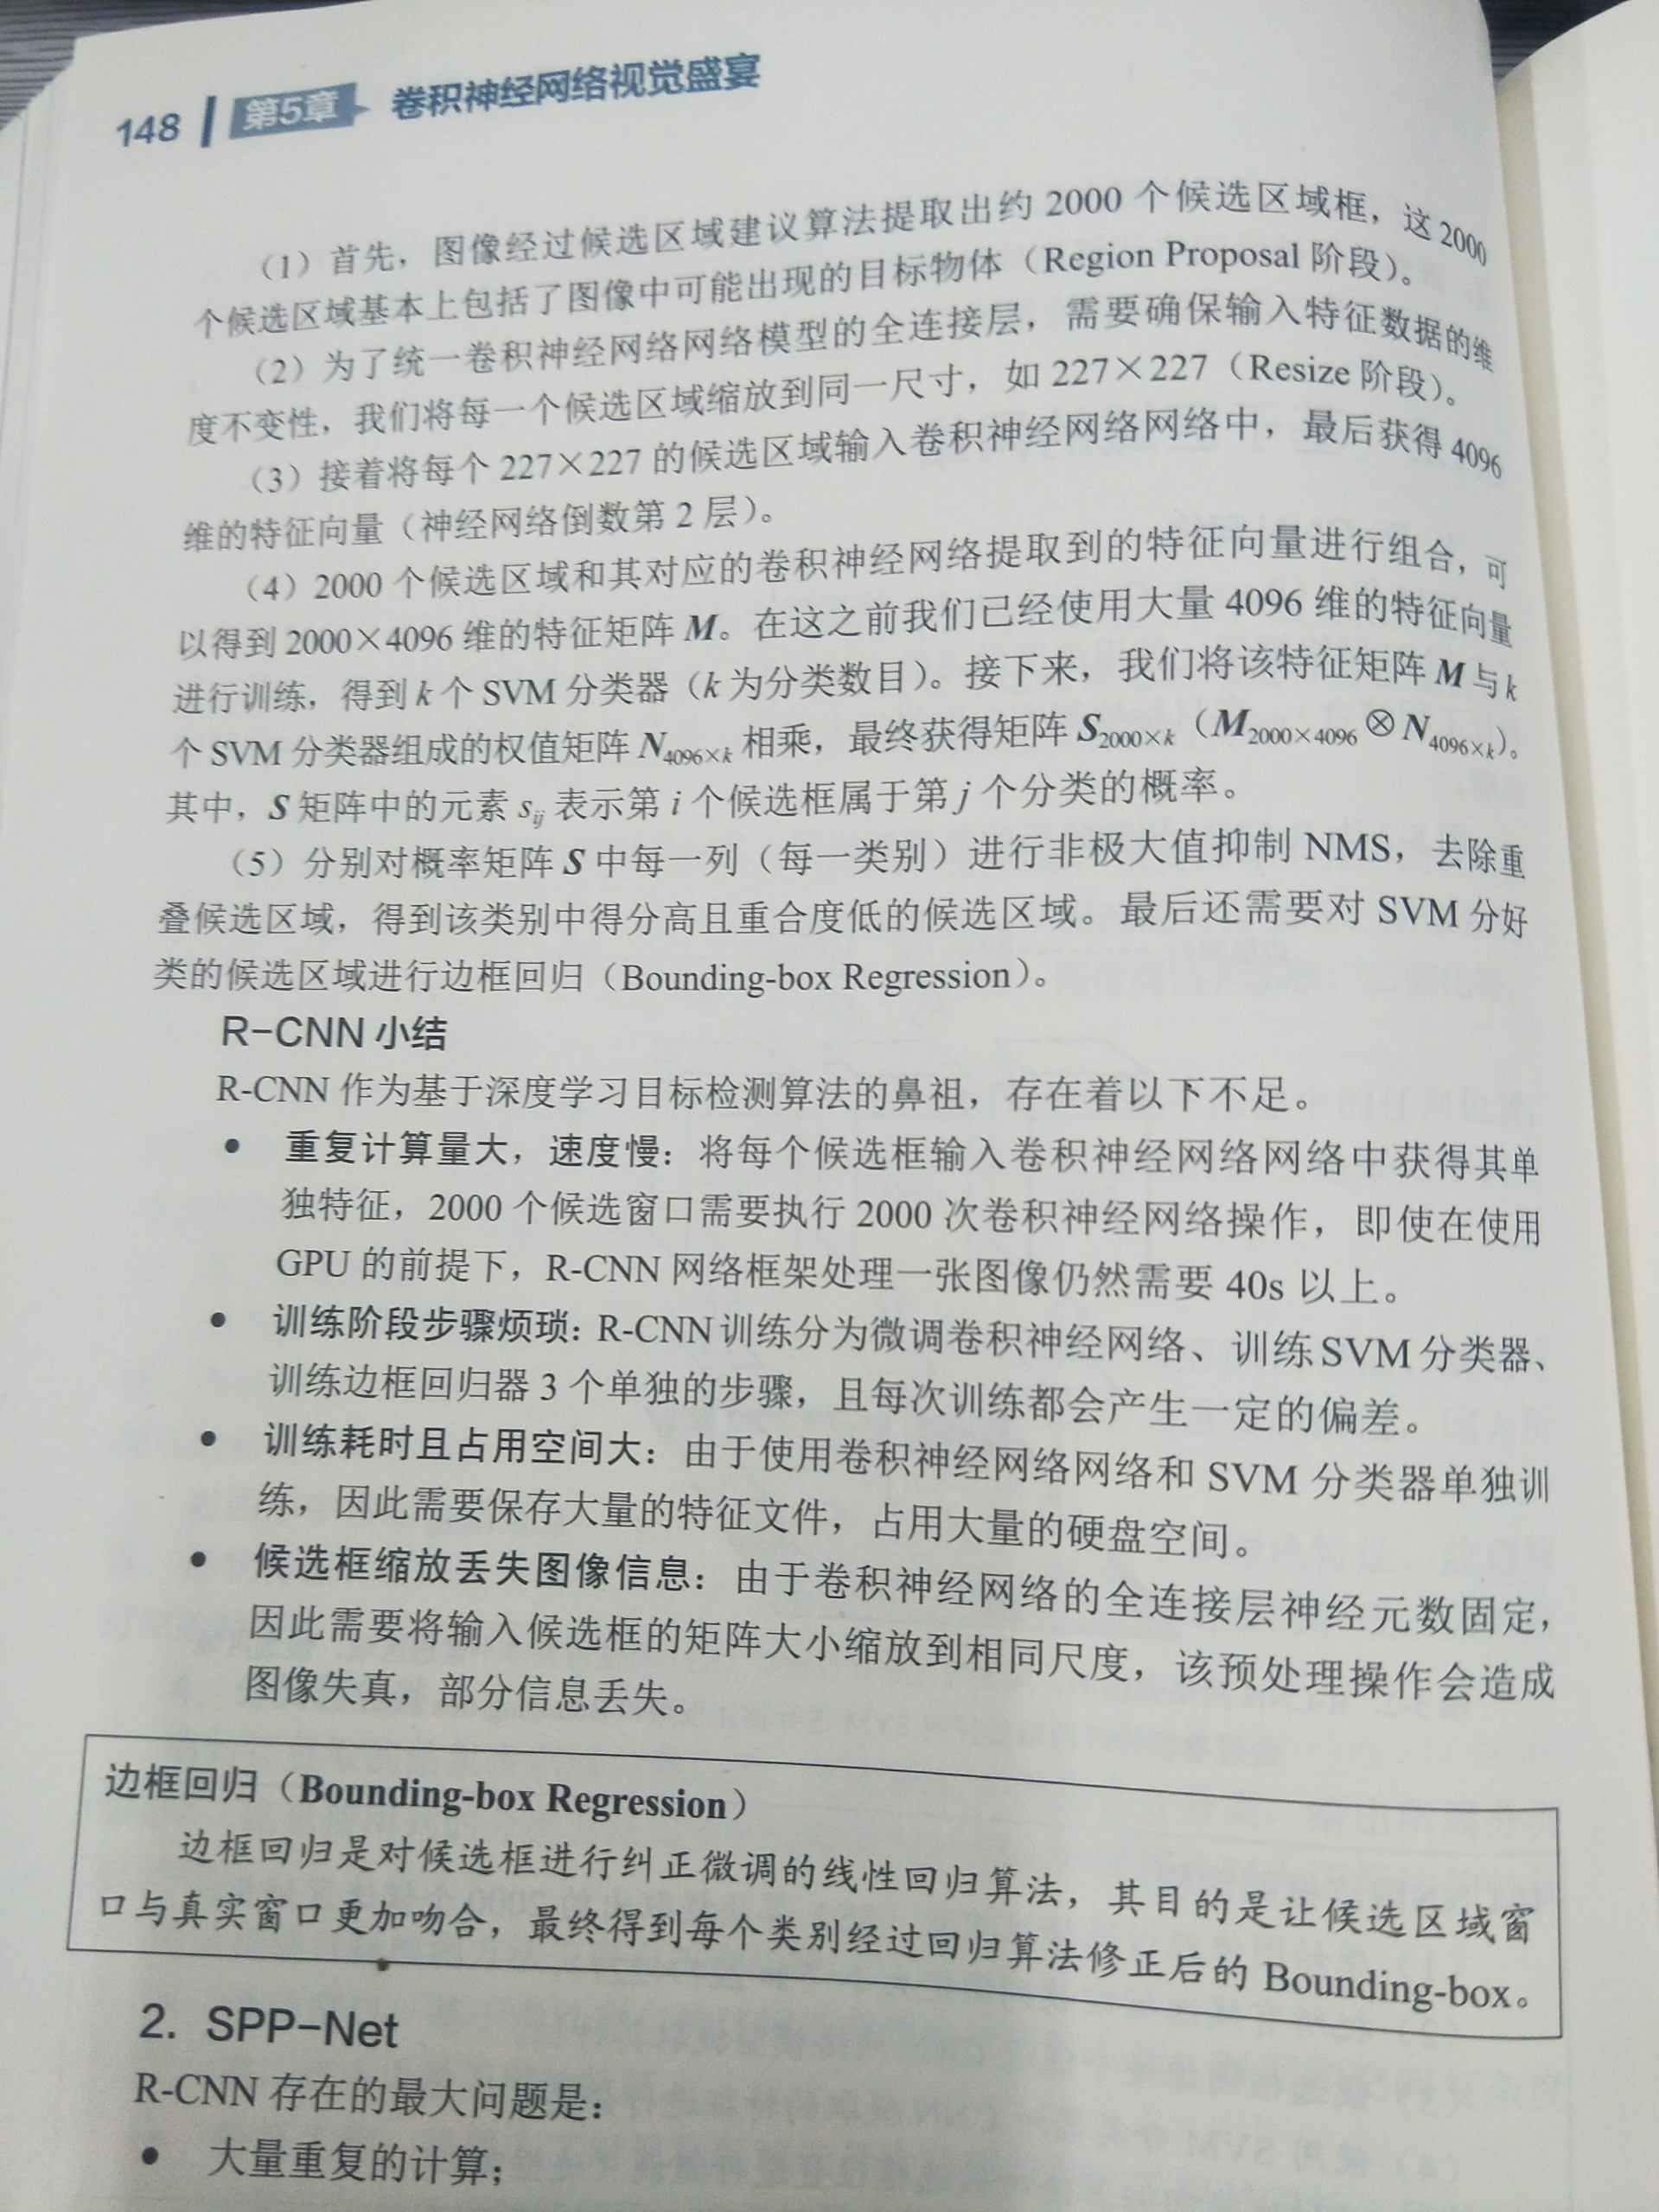 148 第5章 卷积神经网络视觉盛宴
（1）首先，图像经过候选区域建议算法提取出约 2000 个候选区域框，这 2000
个候选区域基本上包括了图像中可能出现的目标物体（Region Proposal 阶段）。
（2）为了统一卷积神经网络网络模型的全连接层，需要确保输入特征数据的维
度不变性，我们将每一个候选区域缩放到同一尺寸，如 227×227（Resize 阶段）。
（3）接着将每个 227×227 的候选区域输入卷积神经网络网络中，最后获得 4096
维的特征向量（神经网络倒数第 2 层）。
（4）2000 个候选区域和其对应的卷积神经网络提取到的特征向量进行组合，可
以得到 2000×4096 维的特征矩阵 M。在这之前我们已经使用大量 4096 维的特征向量
进行训练，得到 k 个 SVM 分类器（k 为分类数目）。接下来，我们将该特征矩阵 M 与 k
个 SVM 分类器组成的权值矩阵 N4096×k 相乘，最终获得矩阵 S2000×k（M2000×4096 ⊗ N4096×k）。
其中，S 矩阵中的元素 sij 表示第 i 个候选框属于第 j 个分类的概率。
（5）分别对概率矩阵 S 中每一列（每一类别）进行非极大值抑制 NMS，去除重
叠候选区域，得到该类别中得分高且重合度低的候选区域。最后还需要对 SVM 分好
类的候选区域进行边框回归（Bounding-box Regression）。
R-CNN 小结
R-CNN 作为基于深度学习目标检测算法的鼻祖，存在着以下不足。
• 重复计算量大，速度慢：将每个候选框输入卷积神经网络网络中获得其单
独特征，2000 个候选窗口需要执行 2000 次卷积神经网络操作，即使在使用
GPU 的前提下，R-CNN 网络框架处理一张图像仍然需要 40s 以上。
• 训练阶段步骤烦琐：R-CNN 训练分为微调卷积神经网络、训练 SVM 分类器、
训练边框回归器 3 个单独的步骤，且每次训练都会产生一定的偏差。
• 训练耗时且占用空间大：由于使用卷积神经网络网络和 SVM 分类器单独训
练，因此需要保存大量的特征文件，占用大量的硬盘空间。
• 候选框缩放丢失图像信息：由于卷积神经网络的全连接层神经元数固定，
因此需要将输入候选框的矩阵大小缩放到相同尺度，该预处理操作会造成
图像失真，部分信息丢失。
边框回归（Bounding-box Regression）
边框回归是对候选框进行纠正微调的线性回归算法，其目的是让候选区域窗
口与真实窗口更加吻合，最终得到每个类别经过回归算法修正后的 Bounding-box。
2. SPP-Net
R-CNN 存在的最大问题是：
• 大量重复的计算；